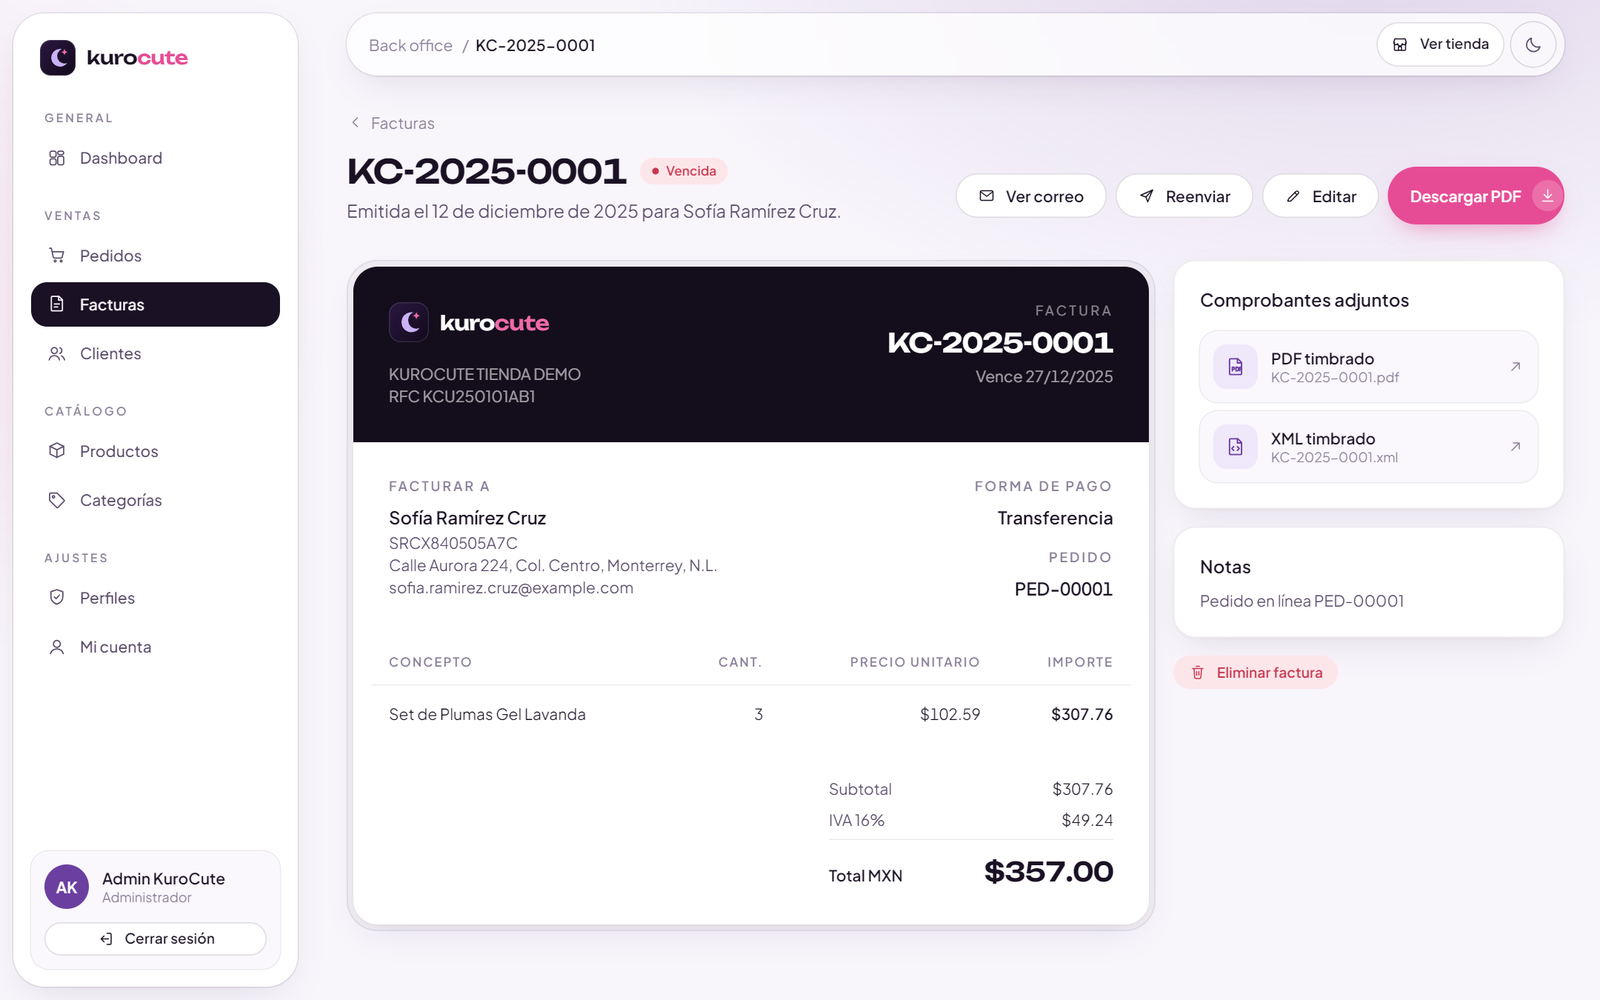 kurocute
GENERAL
Dashboard
VENTAS
Pedidos
Facturas
Clientes
CATÁLOGO
Productos
Categorías
AJUSTES
Perfiles
Mi cuenta
AK
Admin KuroCute
Administrador
Cerrar sesión
Back office / KC-2025-0001
Ver tienda
Facturas
KC-2025-0001
Vencida
Emitida el 12 de diciembre de 2025 para Sofía Ramírez Cruz.
Ver correo
Reenviar
Editar
Descargar PDF
kurocute
KUROCUTE TIENDA DEMO
RFC KCU250101AB1
FACTURA
KC-2025-0001
Vence 27/12/2025
FACTURAR A
Sofía Ramírez Cruz
SRCX840505A7C
Calle Aurora 224, Col. Centro, Monterrey, N.L.
sofia.ramirez.cruz@example.com
FORMA DE PAGO
Transferencia
PEDIDO
PED-00001
CONCEPTO CANT. PRECIO UNITARIO IMPORTE
Set de Plumas Gel Lavanda 3 $102.59 $307.76
Subtotal $307.76
IVA 16% $49.24
Total MXN $357.00
Comprobantes adjuntos
PDF
PDF timbrado
KC-2025-0001.pdf
XML timbrado
KC-2025-0001.xml
Notas
Pedido en línea PED-00001
Eliminar factura